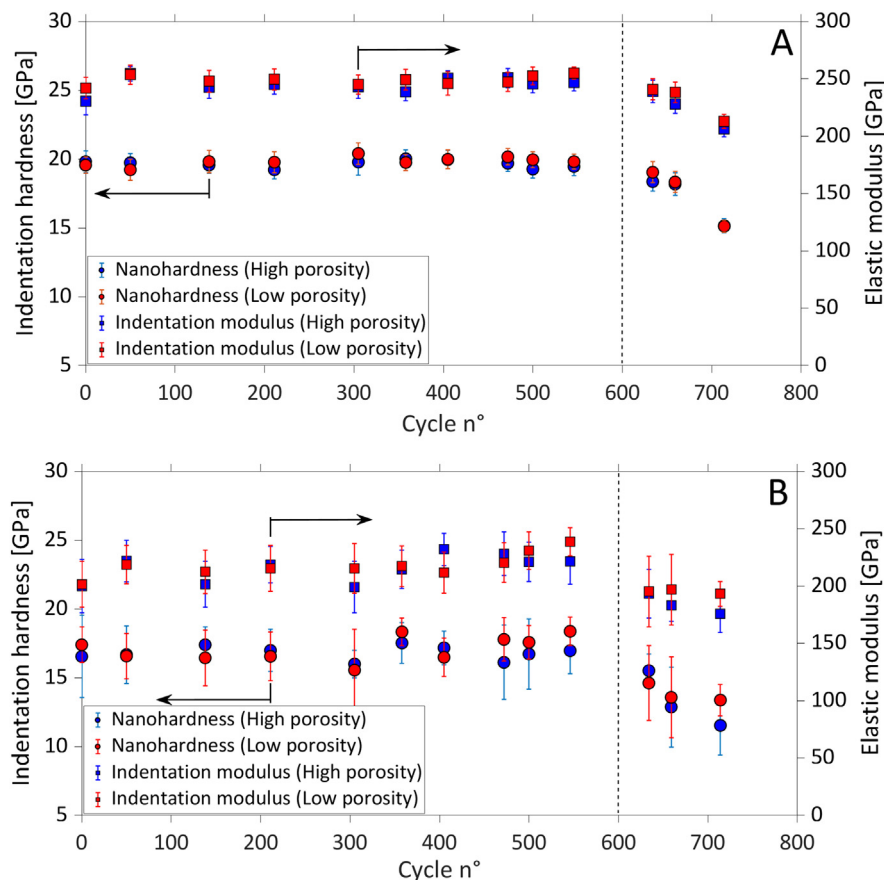 A
Indentation hardness [GPa]
30
25
20
15
10
5
Nanohardness (High porosity)
Nanohardness (Low porosity)
Indentation modulus (High porosity)
Indentation modulus (Low porosity)
300
250
200
150
100
50
0
Elastic modulus [GPa]
0 100 200 300 400 500 600 700 800
Cycle n°
B
Indentation hardness [GPa]
30
25
20
15
10
5
Nanohardness (High porosity)
Nanohardness (Low porosity)
Indentation modulus (High porosity)
Indentation modulus (Low porosity)
300
250
200
150
100
50
0
Elastic modulus [GPa]
0 100 200 300 400 500 600 700 800
Cycle n°